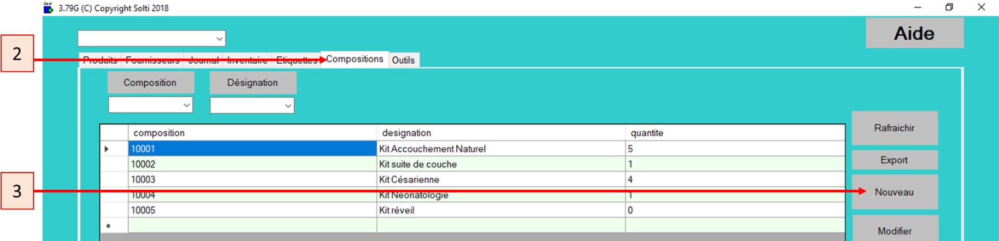 3.79G (C) Copyright Solti 2018
Aide
2
Produits Fournisseurs Journal Inventaire Etiquettes Compositions Outils
Composition Désignation
Rafraichir
composition designation quantite
10001 Kit Accouchement Naturel 5
10002 Kit suite de couche 1
Export
10003 Kit Césarienne 4
3
Nouveau
10004 Kit Néonatologie 1
10005 Kit réveil 0
Modifier